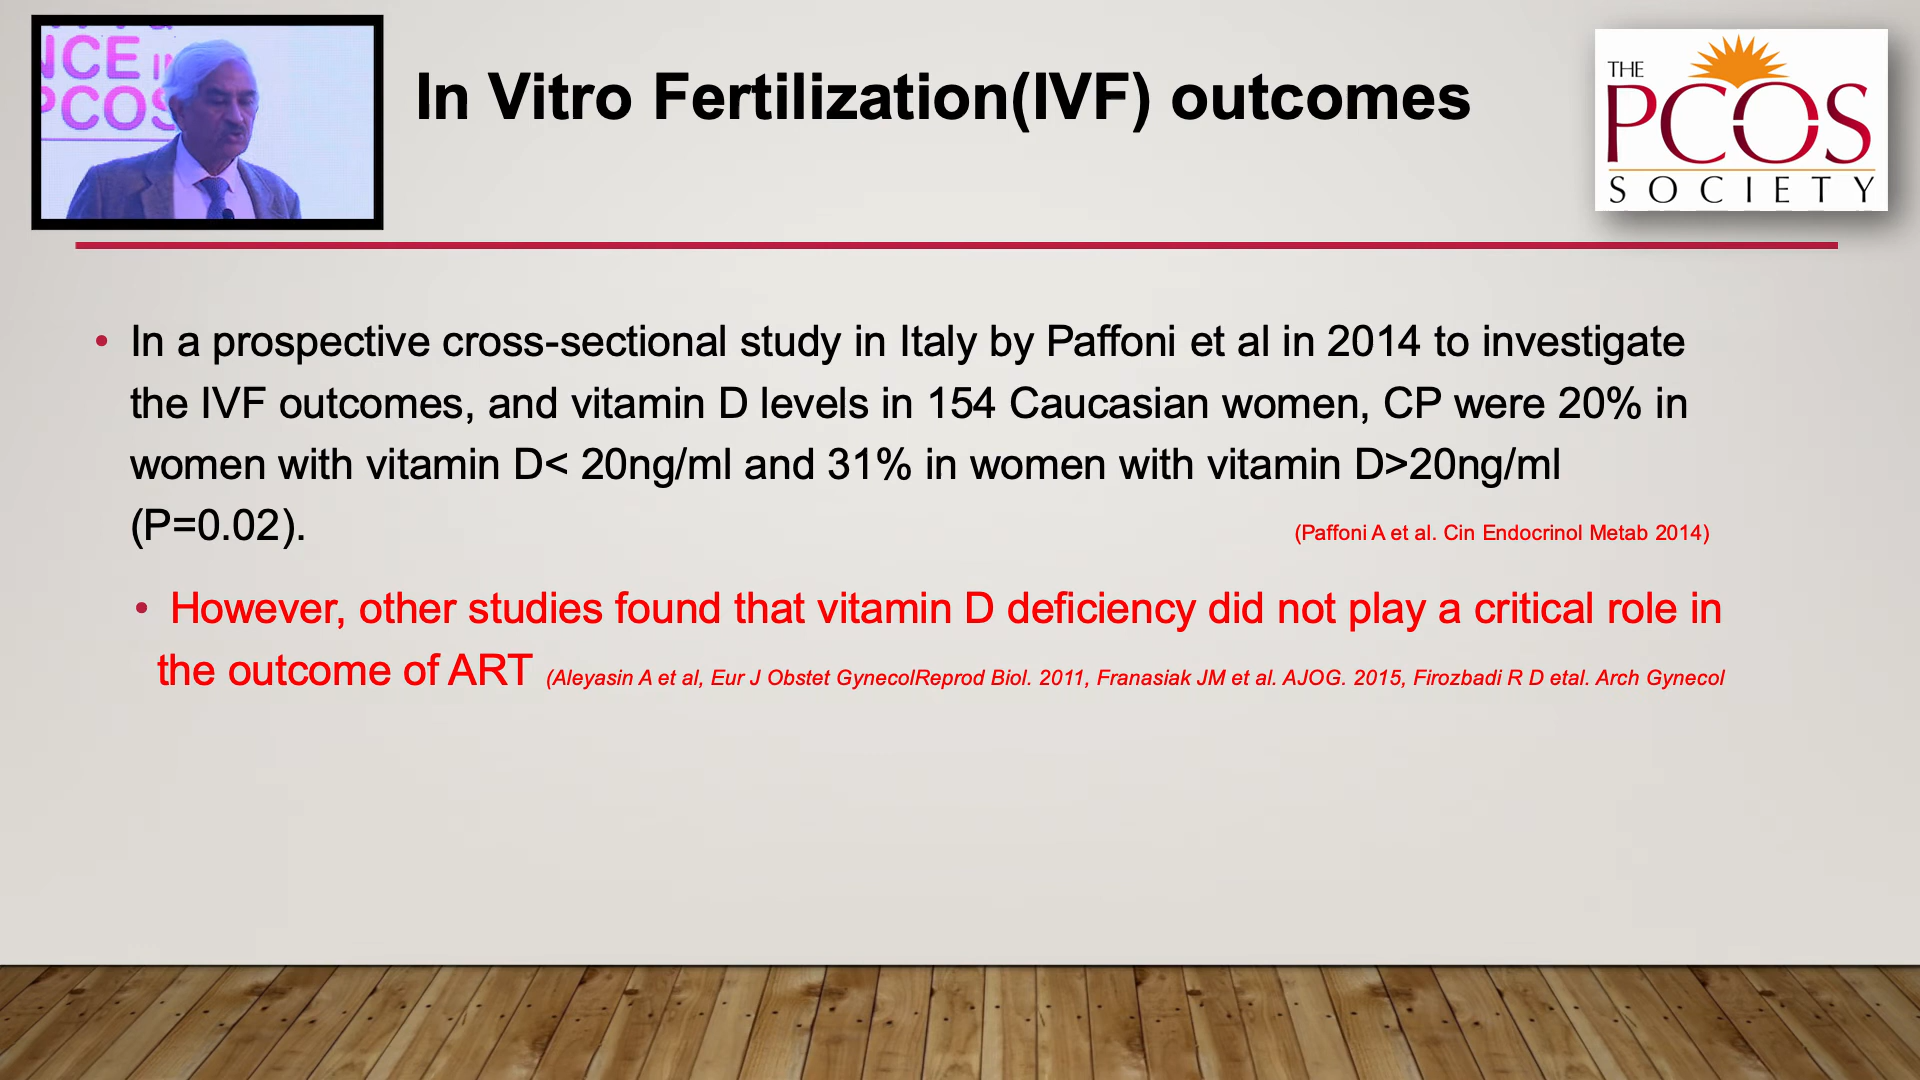 NCE IN
PCOS
In Vitro Fertilization(IVF) outcomes
THE
PCOS
SOCIETY
• In a prospective cross-sectional study in Italy by Paffoni et al in 2014 to investigate
the IVF outcomes, and vitamin D levels in 154 Caucasian women, CP were 20% in
women with vitamin D< 20ng/ml and 31% in women with vitamin D>20ng/ml
(P=0.02).
(Paffoni A et al. Cin Endocrinol Metab 2014)
• However, other studies found that vitamin D deficiency did not play a critical role in
the outcome of ART (Aleyasin A et al, Eur J Obstet GynecolReprod Biol. 2011, Franasiak JM et al. AJOG. 2015, Firozbadi R D etal. Arch Gynecol